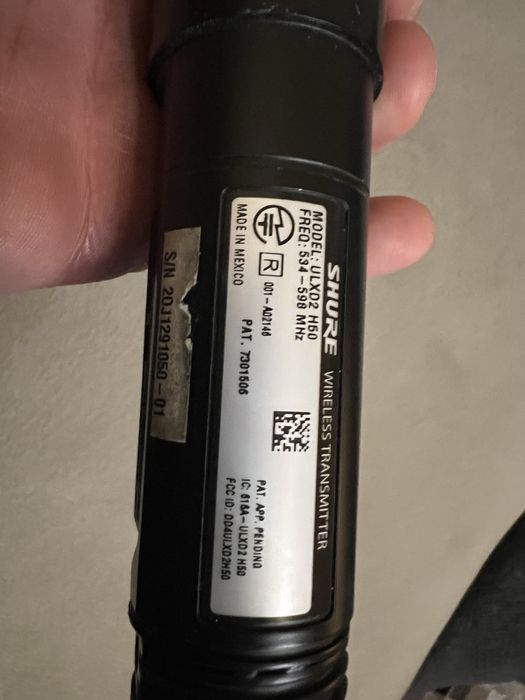 SHURE WIRELESS TRANSMITTER
MODEL: ULXD2 H50
FREQ: 534-598 MHz
R 001-A02146
MADE IN MEXICO
PAT. 7301506
PAT. APP. PENDING
IC: 616A-ULXD2 H50
FCC ID: DD4ULXD2H50
S/N 20J1291050-01